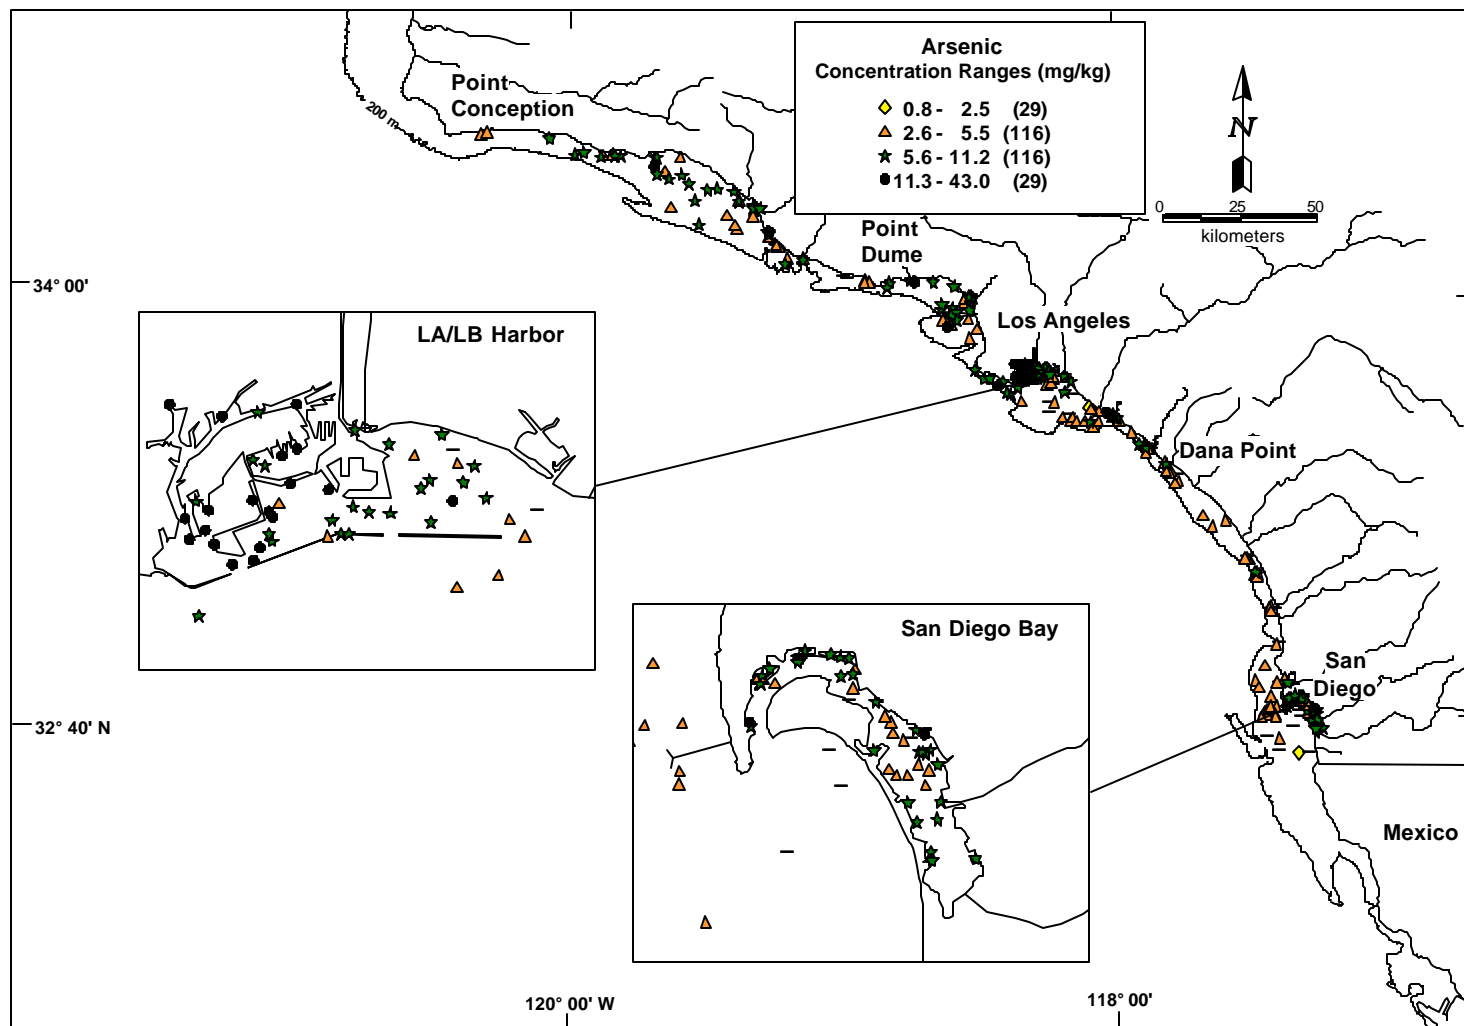 Arsenic
Concentration Ranges (mg/kg)
0.8 - 2.5 (29)
2.6 - 5.5 (116)
5.6 - 11.2 (116)
11.3 - 43.0 (29)
N
0 25 50
kilometers
Point
Conception
200 m
Point
Dume
34° 00'
Los Angeles
LA/LB Harbor
Dana Point
San Diego Bay
San
Diego
32° 40' N
Mexico
120° 00' W
118° 00'